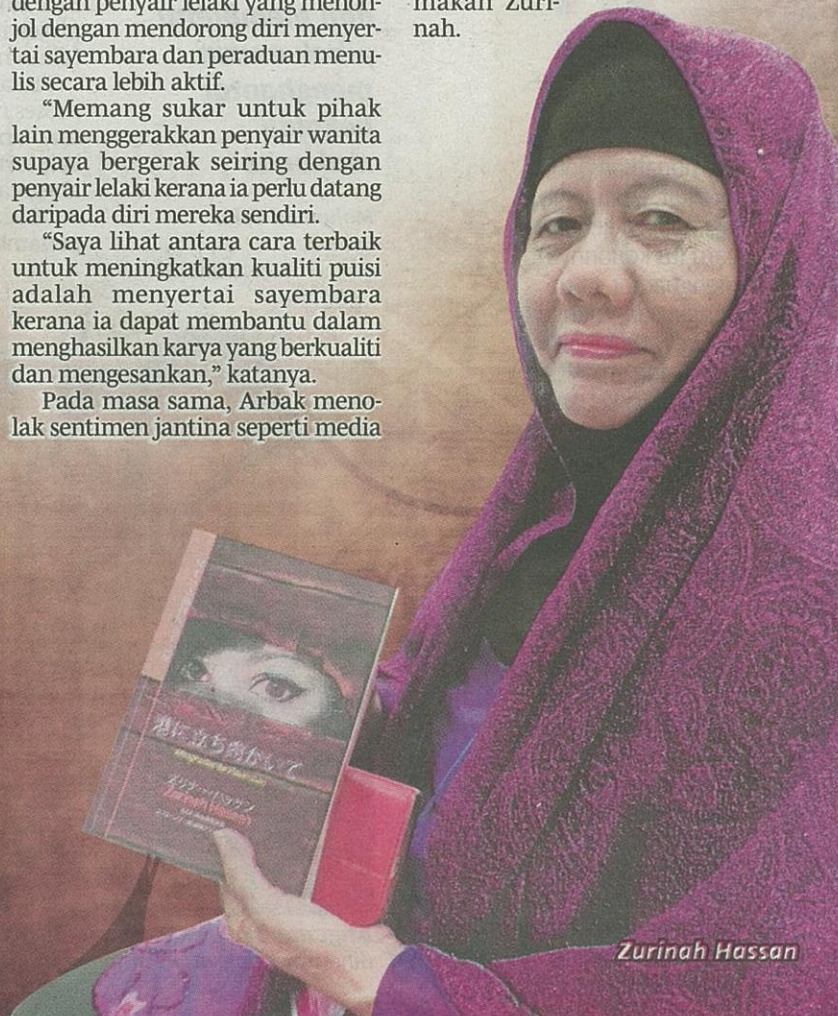 dengan penyair lelaki yang menon-
jol dengan mendorong diri menyer-
tai sayembara dan peraduan menu-
lis secara lebih aktif.
“Memang sukar untuk pihak
lain menggerakkan penyair wanita
supaya bergerak seiring dengan
penyair lelaki kerana ia perlu datang
daripada diri mereka sendiri.
“Saya lihat antara cara terbaik
untuk meningkatkan kualiti puisi
adalah menyertai sayembara
kerana ia dapat membantu dalam
menghasilkan karya yang berkualiti
dan mengesankan,” katanya.
Pada masa sama, Arbak meno-
lak sentimen jantina seperti media
makan Zuri-
nah.
Zurinah Hassan